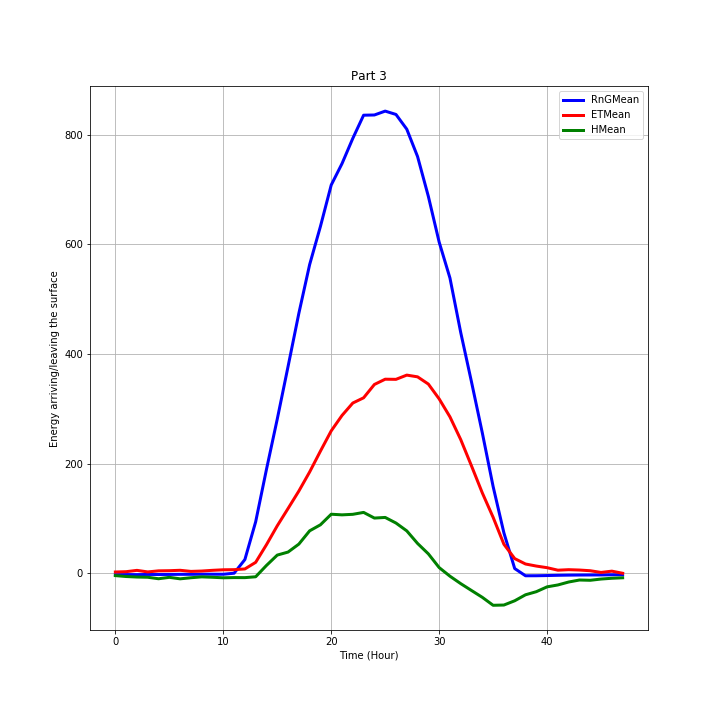 Part 3
RnGMean
ETMean
HMean
Energy arriving/leaving the surface
800
600
400
200
0
0 10 20 30 40
Time (Hour)